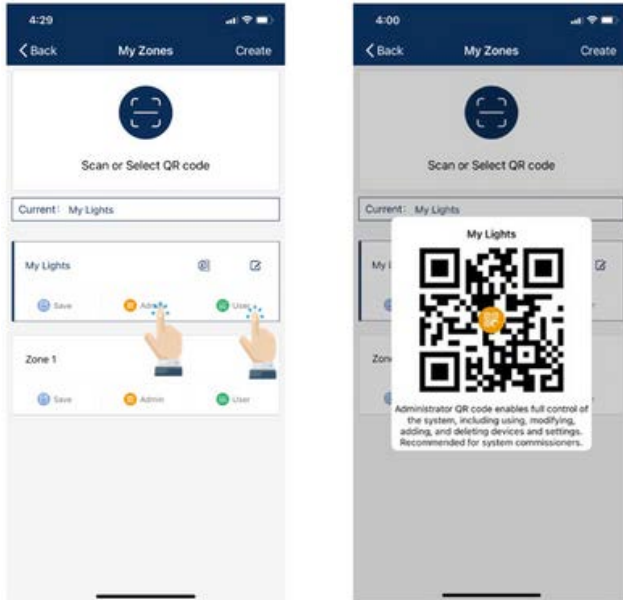 4:29
Back My Zones Create
Scan or Select QR code
Current: My Lights
My Lights
Save Admin User
Zone 1
Save Admin User
4:00
Back My Zones Create
Scan or Select QR code
Current: My Lights
My Lights
Administrator QR code enables full control of
the system, including using, modifying,
adding, and deleting devices and settings.
Recommended for system commissioners.